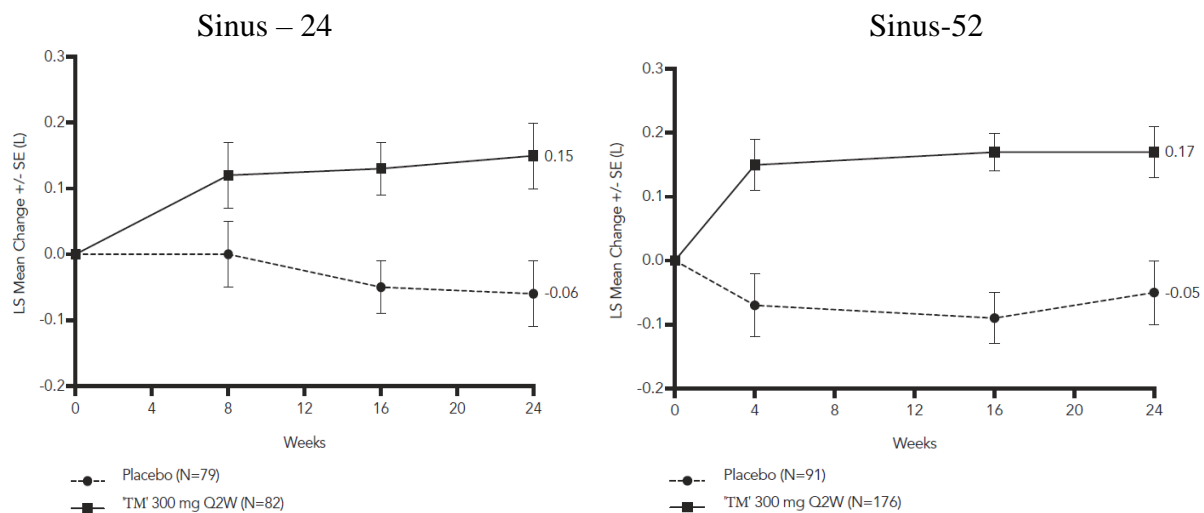 Sinus – 24
0.3
0.2
0.1
0.0
-0.1
-0.2
LS Mean Change +/- SE (L)
0.15
-0.06
0 4 8 12 16 20 24
Weeks
Placebo (N=79)
'TM' 300 mg Q2W (N=82)
Sinus-52
0.3
0.2
0.1
0.0
-0.1
-0.2
LS Mean Change +/- SE (L)
0.17
-0.05
0 4 8 12 16 20 24
Weeks
Placebo (N=91)
'TM' 300 mg Q2W (N=176)